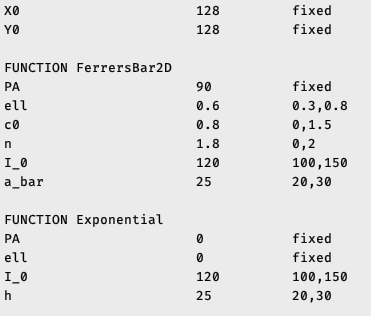 X0 128 fixed
Y0 128 fixed
FUNCTION FerrersBar2D
PA 90 fixed
ell 0.6 0.3,0.8
c0 0.8 0,1.5
n 1.8 0,2
I_0 120 100,150
a_bar 25 20,30
FUNCTION Exponential
PA 0 fixed
ell 0 fixed
I_0 120 100,150
h 25 20,30